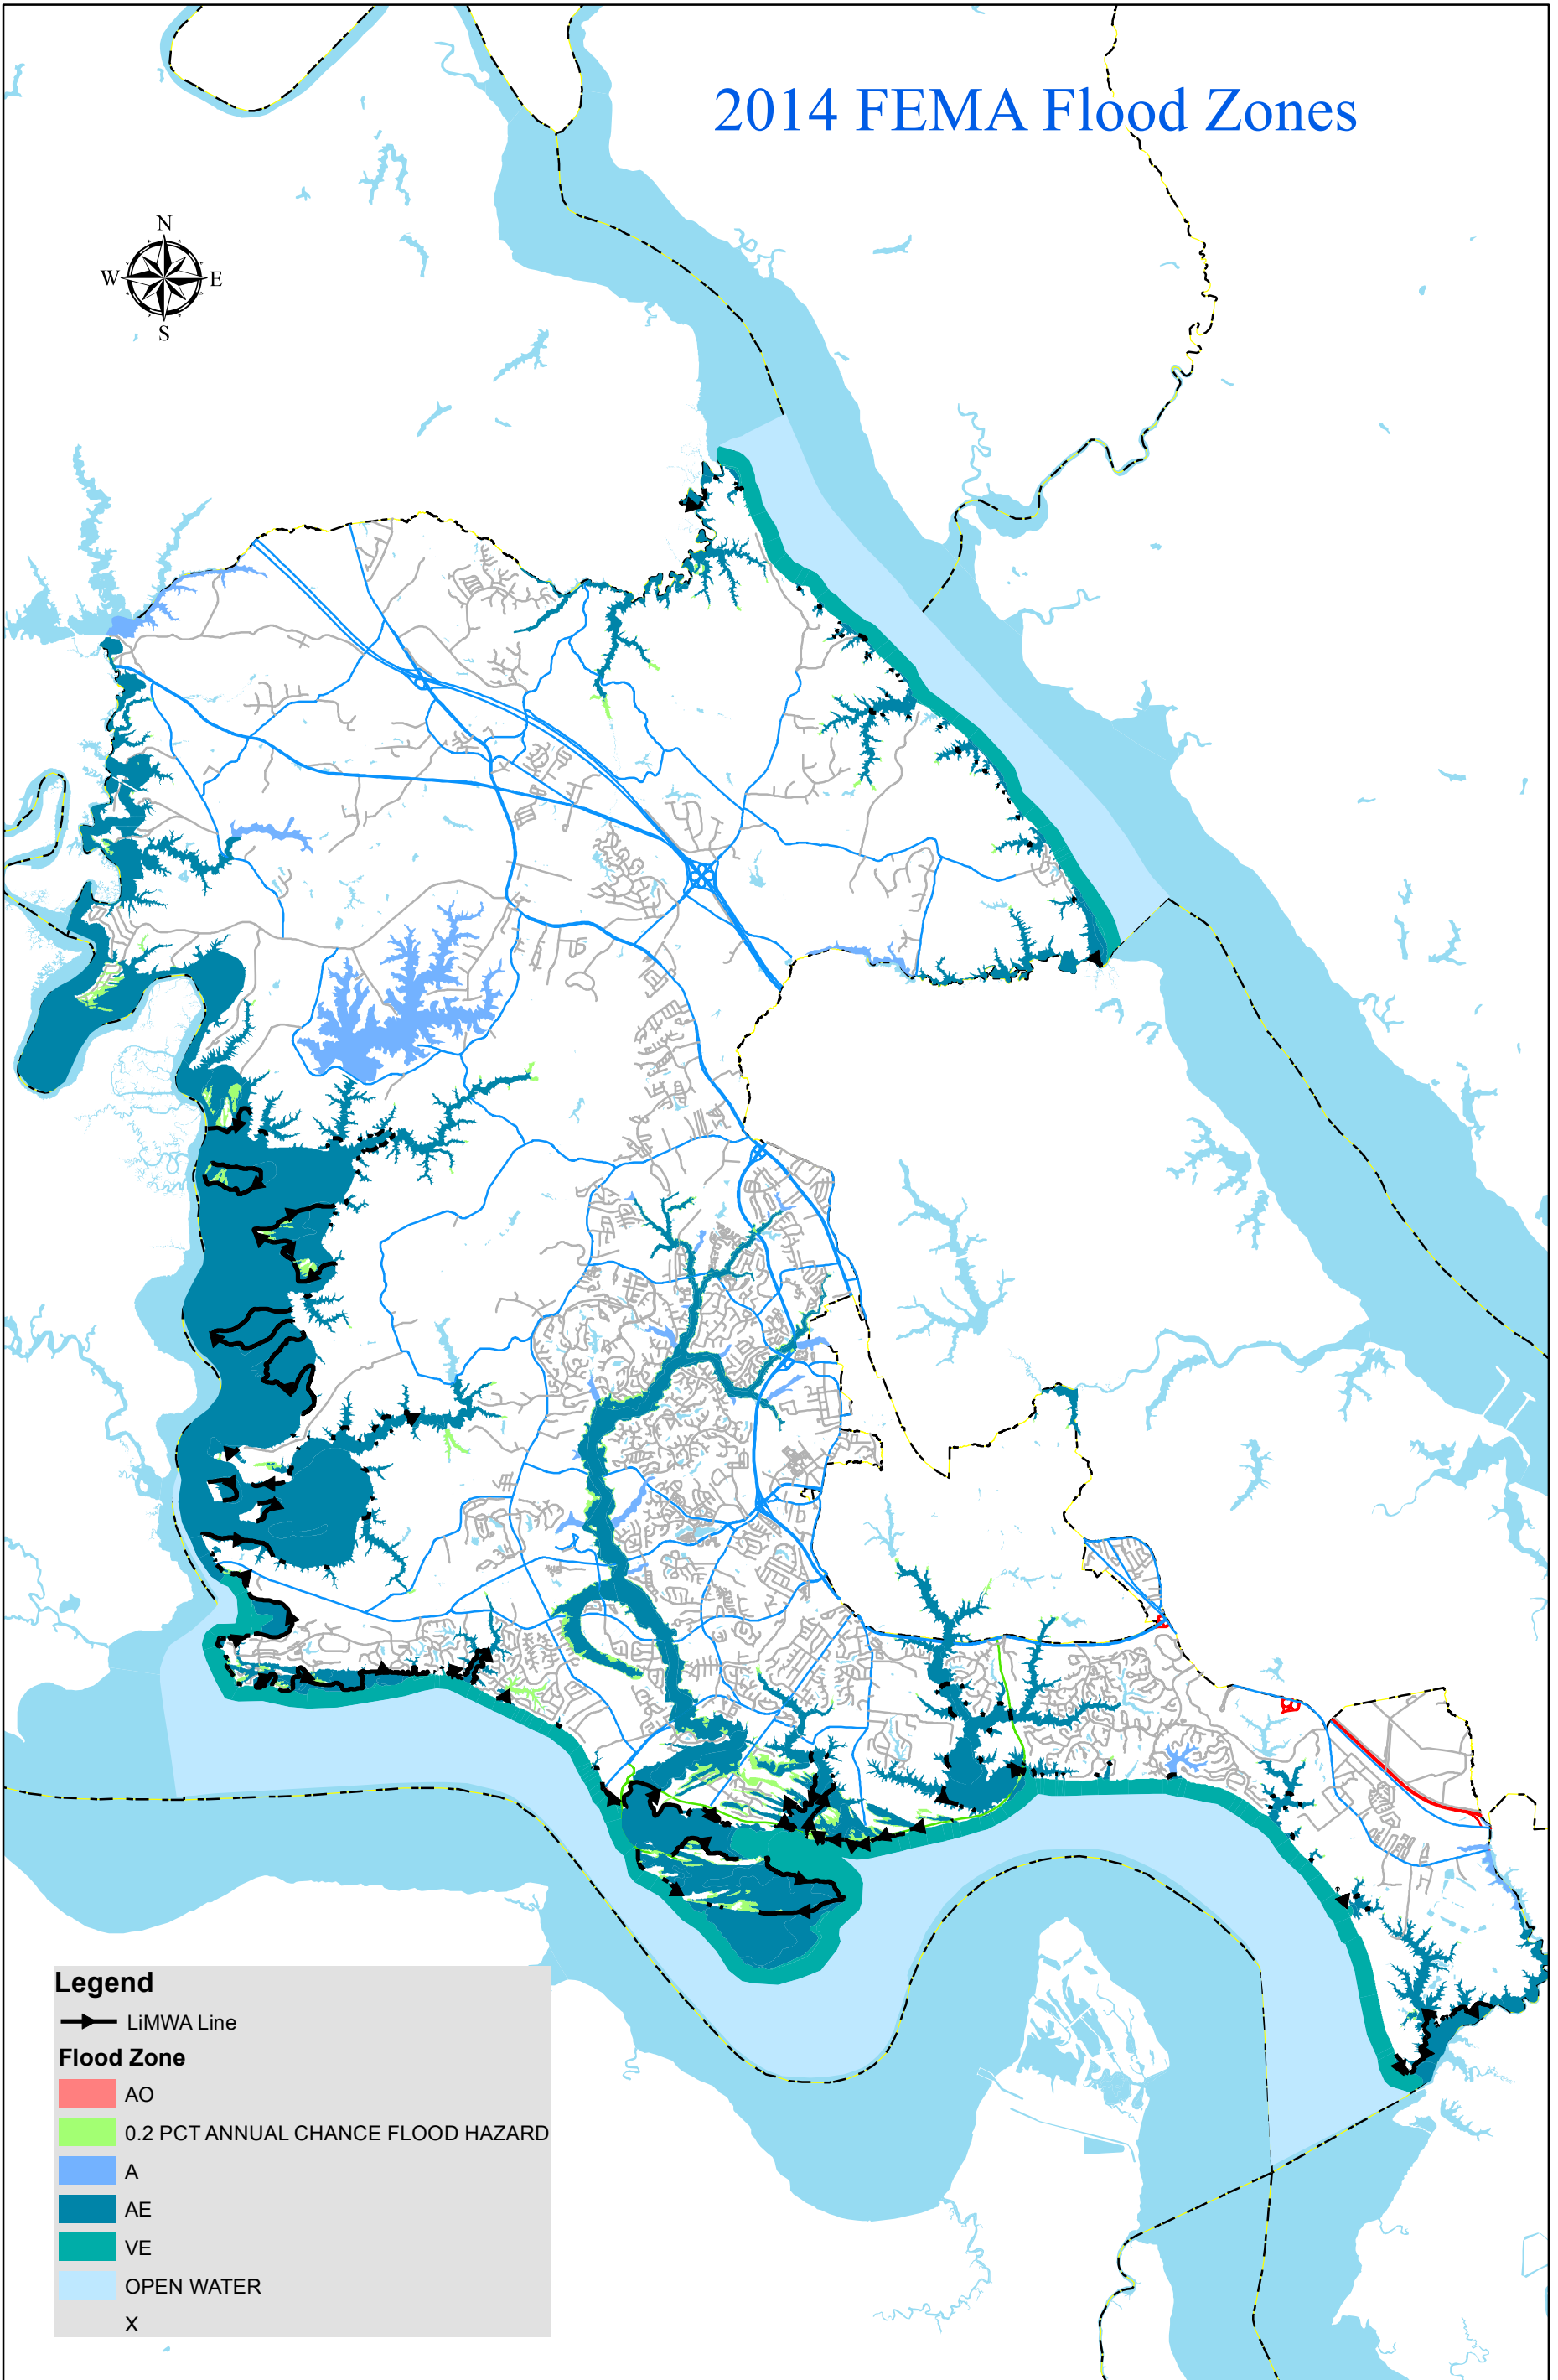 2014 FEMA Flood Zones
N
W E
S
Legend
LiMWA Line
Flood Zone
AO
0.2 PCT ANNUAL CHANCE FLOOD HAZARD
A
AE
VE
OPEN WATER
X